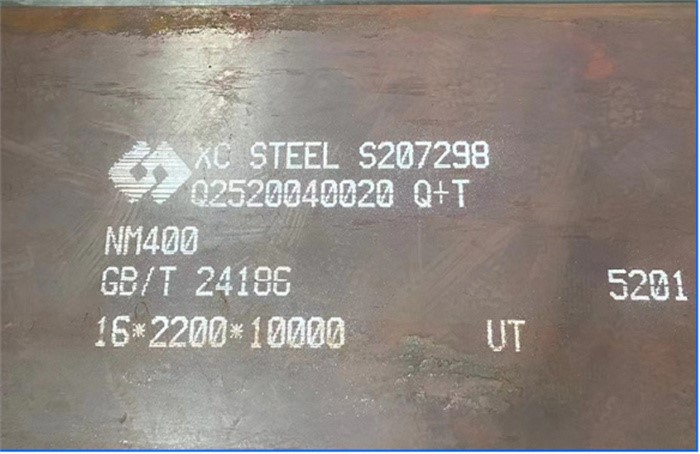 XC STEEL S207298
Q2520040020 Q+T
NM400
GB/T 24186
5201
16*2200*10000 UT